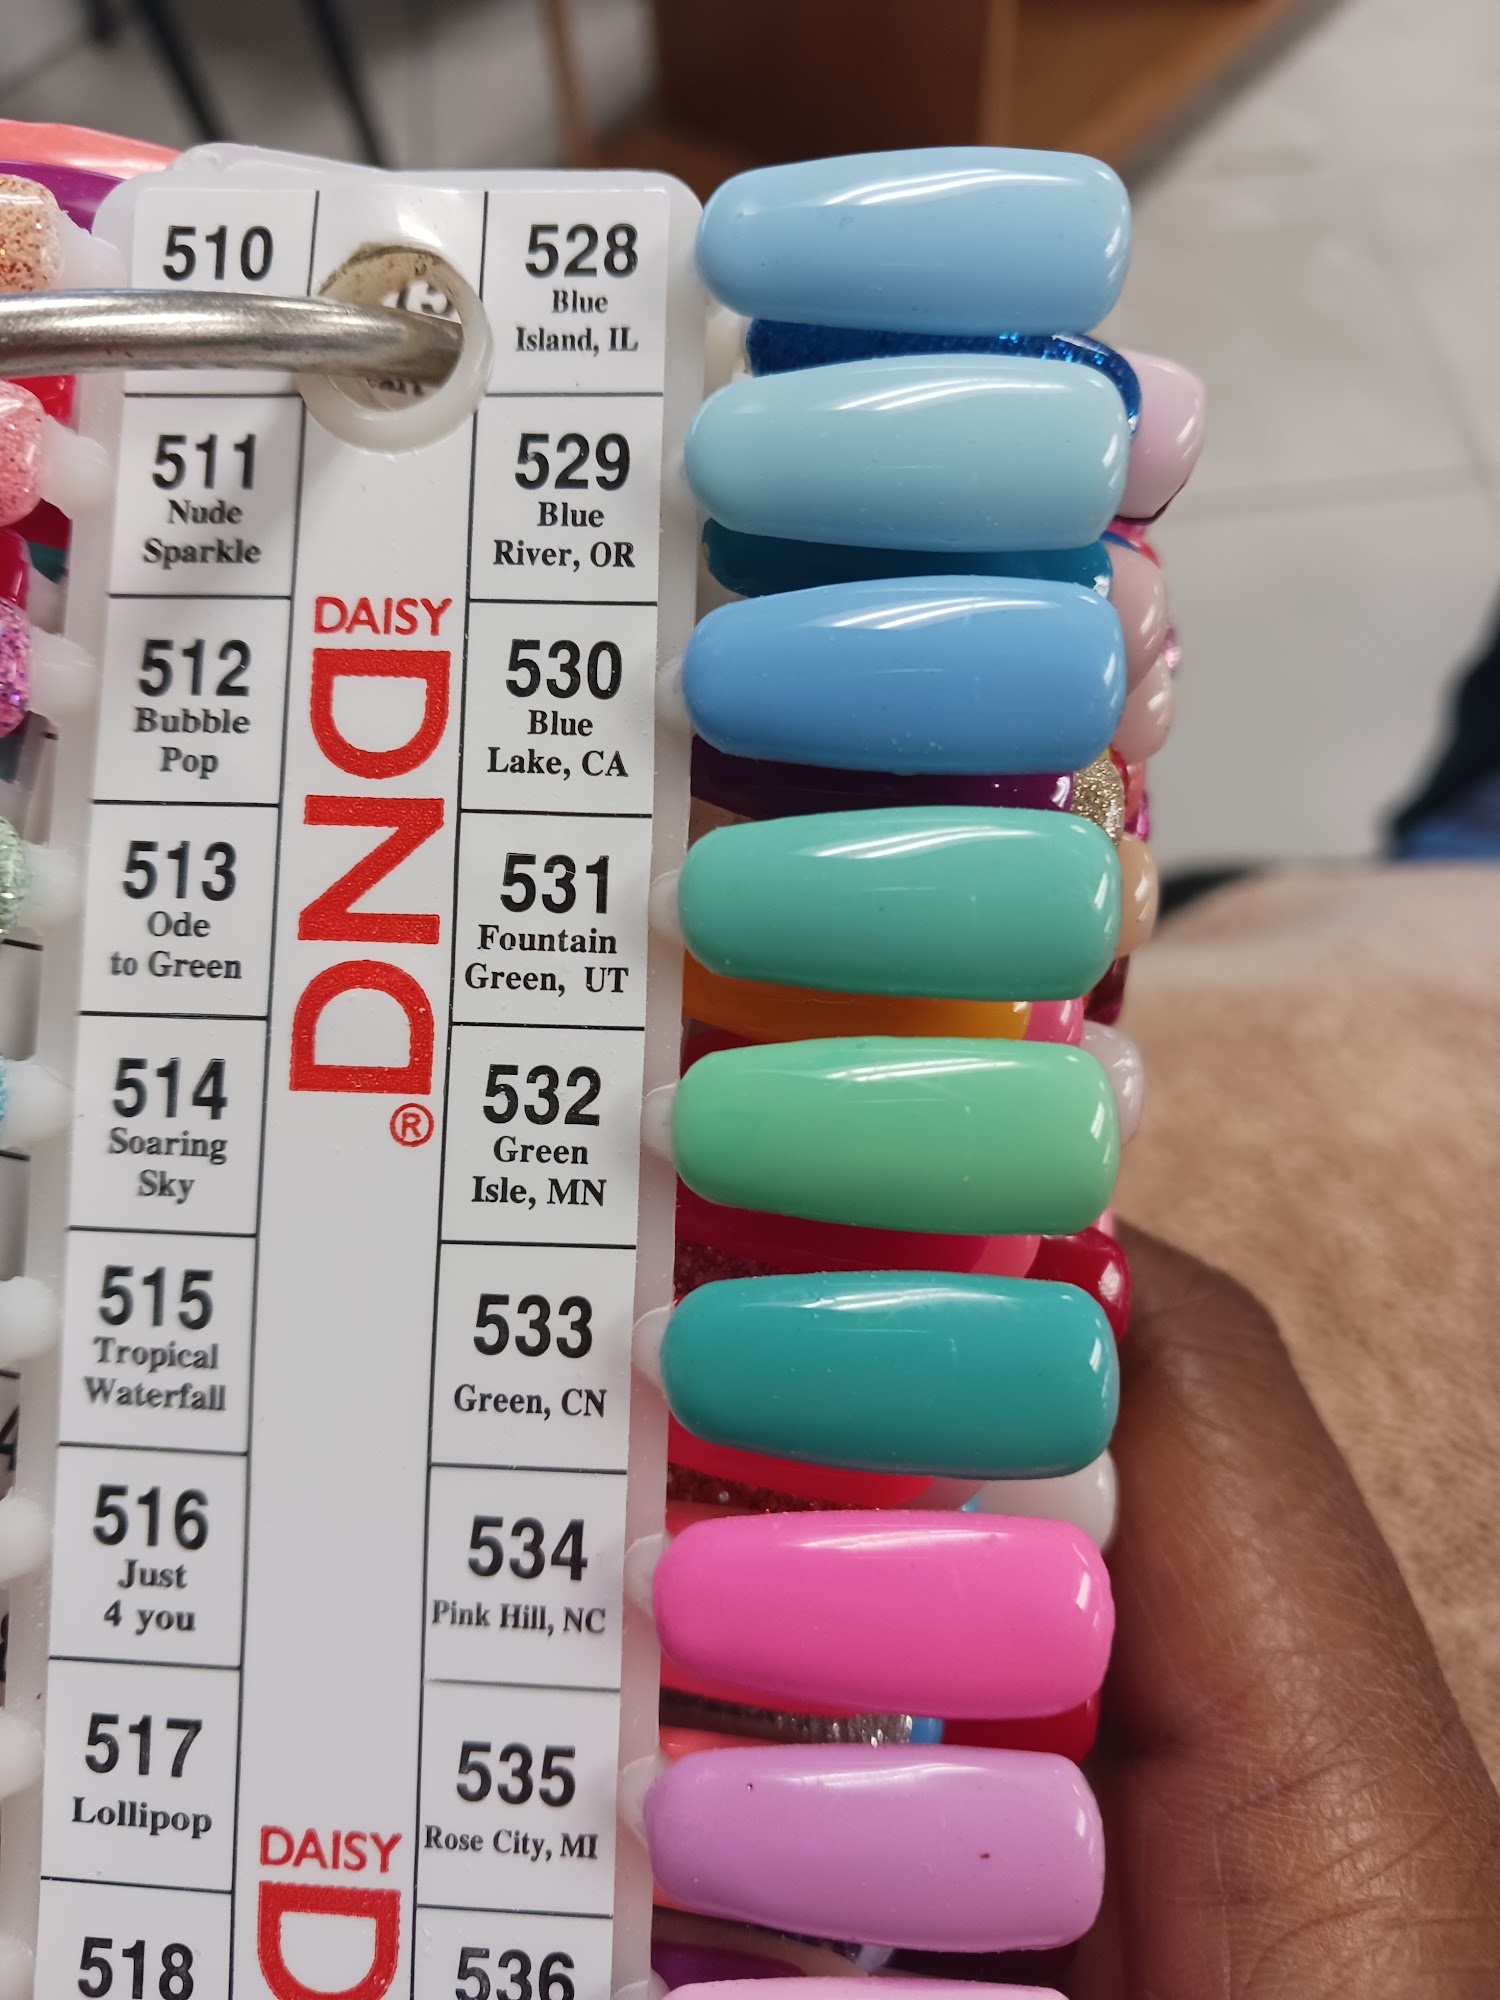 510
511
Nude
Sparkle
512
Bubble
Pop
513
Ode
to Green
514
Soaring
Sky
515
Tropical
Waterfall
516
Just
4 you
517
Lollipop
518
DAISY
DND®
DAISY
D
528
Blue
Island, IL
529
Blue
River, OR
530
Blue
Lake, CA
531
Fountain
Green, UT
532
Green
Isle, MN
533
Green, CN
534
Pink Hill, NC
535
Rose City, MI
536